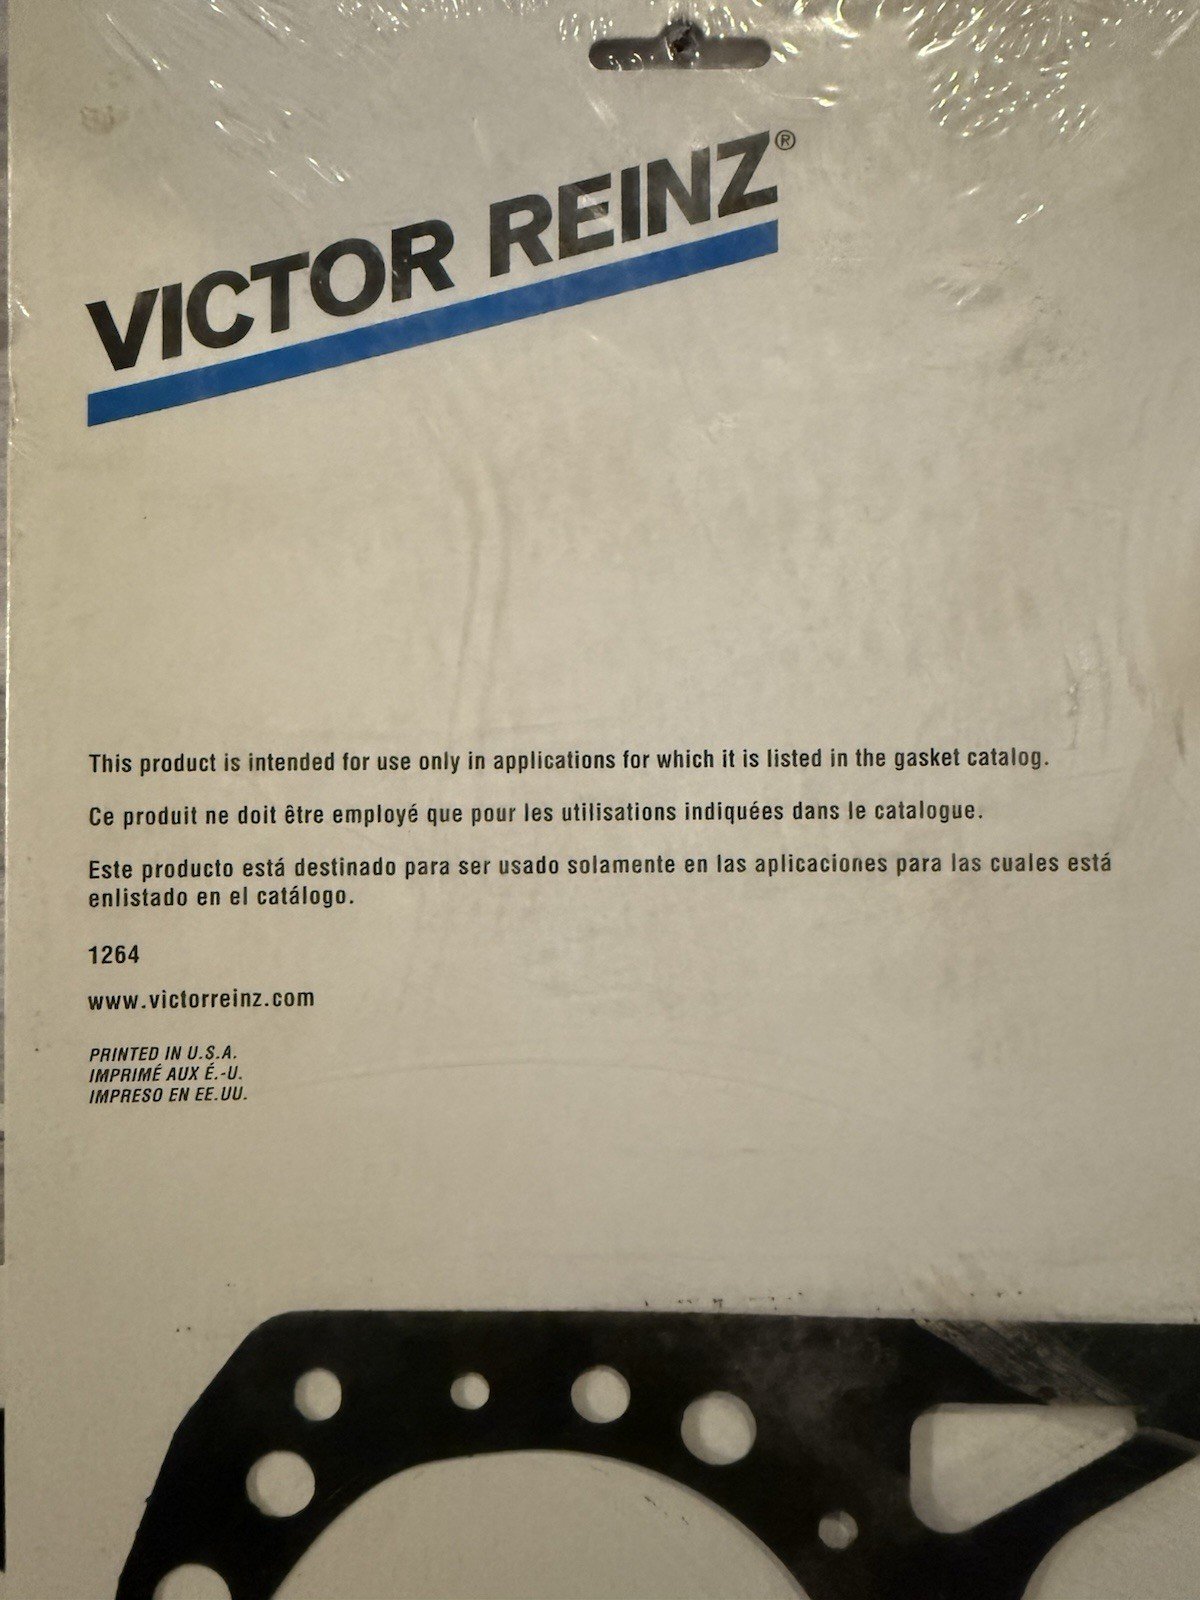 VICTOR REINZ®
This product is intended for use only in applications for which it is listed in the gasket catalog.
Ce produit ne doit être employé que pour les utilisations indiquées dans le catalogue.
Este producto está destinado para ser usado solamente en las aplicaciones para las cuales está
enlistado en el catálogo.
1264
www.victorreinz.com
PRINTED IN U.S.A.
IMPRIMÉ AUX É.-U.
IMPRESO EN EE.UU.